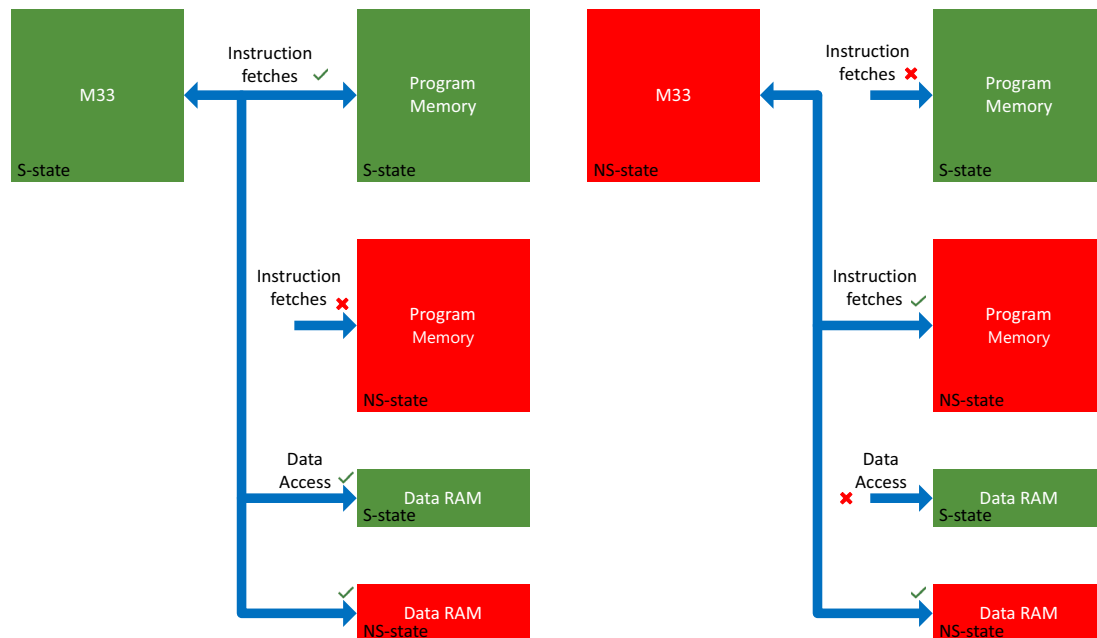 Instruction
fetches
M33
S-state
Program
Memory
S-state
Instruction
fetches
Program
Memory
NS-state
Data
Access
Data RAM
S-state
Data RAM
NS-state
M33
NS-state
Instruction
fetches
Program
Memory
S-state
Instruction
fetches
Program
Memory
NS-state
Data
Access
Data RAM
S-state
Data RAM
NS-state